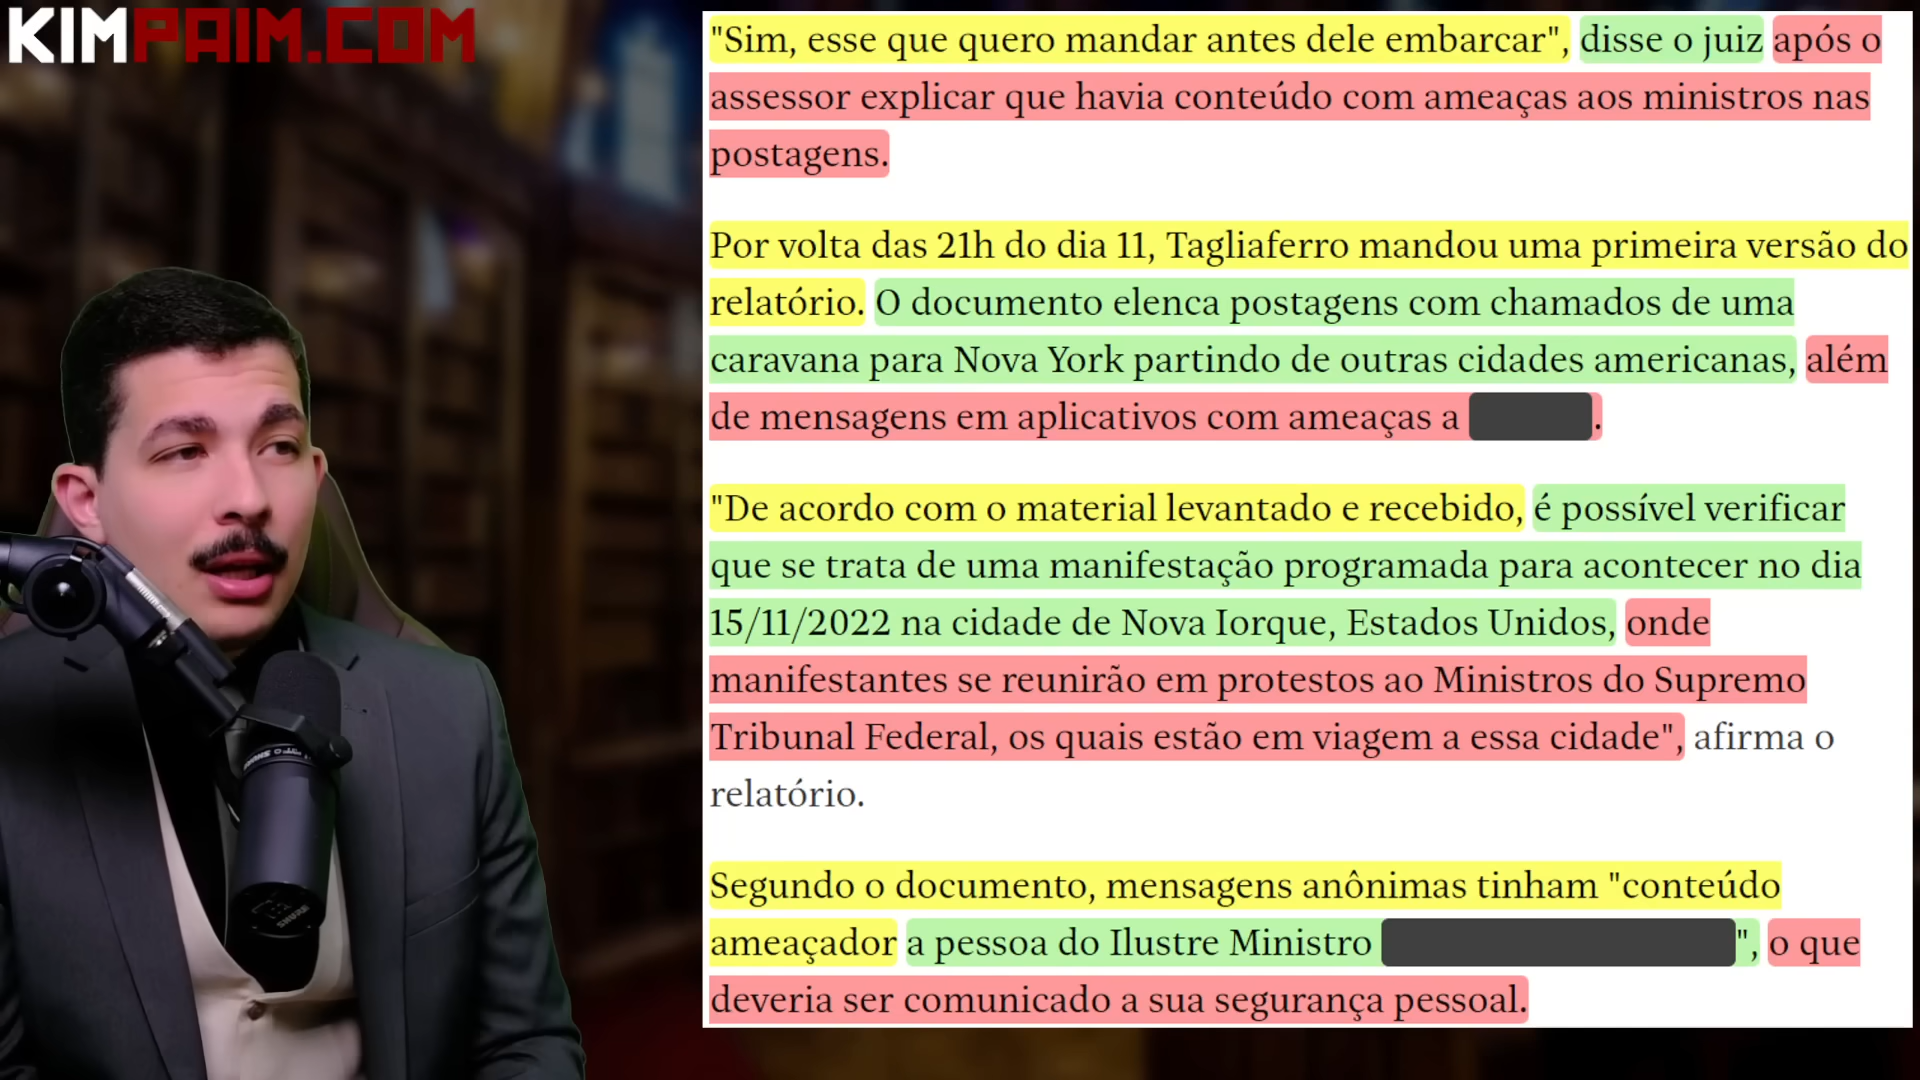 KIMPAIM.COM
"Sim, esse que quero mandar antes dele embarcar", disse o juiz após o
assessor explicar que havia conteúdo com ameaças aos ministros nas
postagens.
Por volta das 21h do dia 11, Tagliaferro mandou uma primeira versão do
relatório. O documento elenca postagens com chamados de uma
caravana para Nova York partindo de outras cidades americanas, além
de mensagens em aplicativos com ameaças a .
"De acordo com o material levantado e recebido, é possível verificar
que se trata de uma manifestação programada para acontecer no dia
15/11/2022 na cidade de Nova Iorque, Estados Unidos, onde
manifestantes se reunirão em protestos ao Ministros do Supremo
Tribunal Federal, os quais estão em viagem a essa cidade", afirma o
relatório.
Segundo o documento, mensagens anônimas tinham "conteúdo
ameaçador a pessoa do Ilustre Ministro ", o que
deveria ser comunicado a sua segurança pessoal.
SHURE